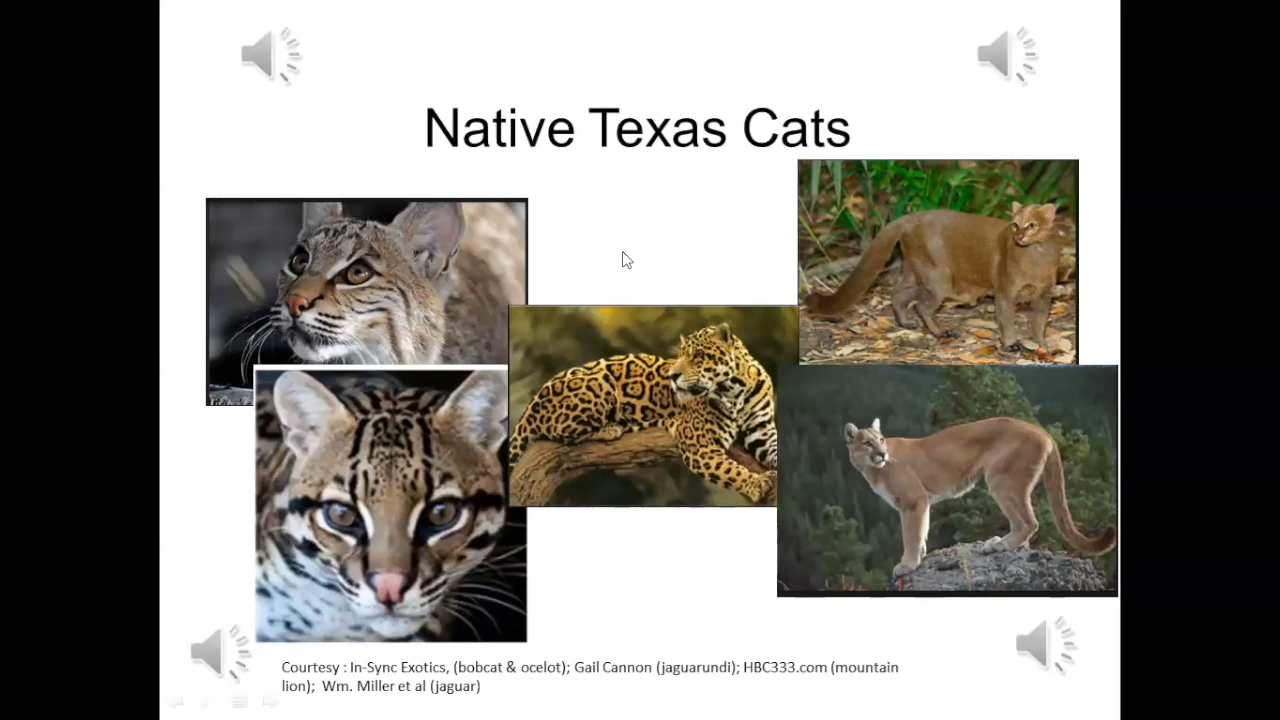 Native Texas Cats
Courtesy : In-Sync Exotics, (bobcat & ocelot); Gail Cannon (jaguarundi); HBC333.com (mountain
lion);  Wm. Miller et al (jaguar)